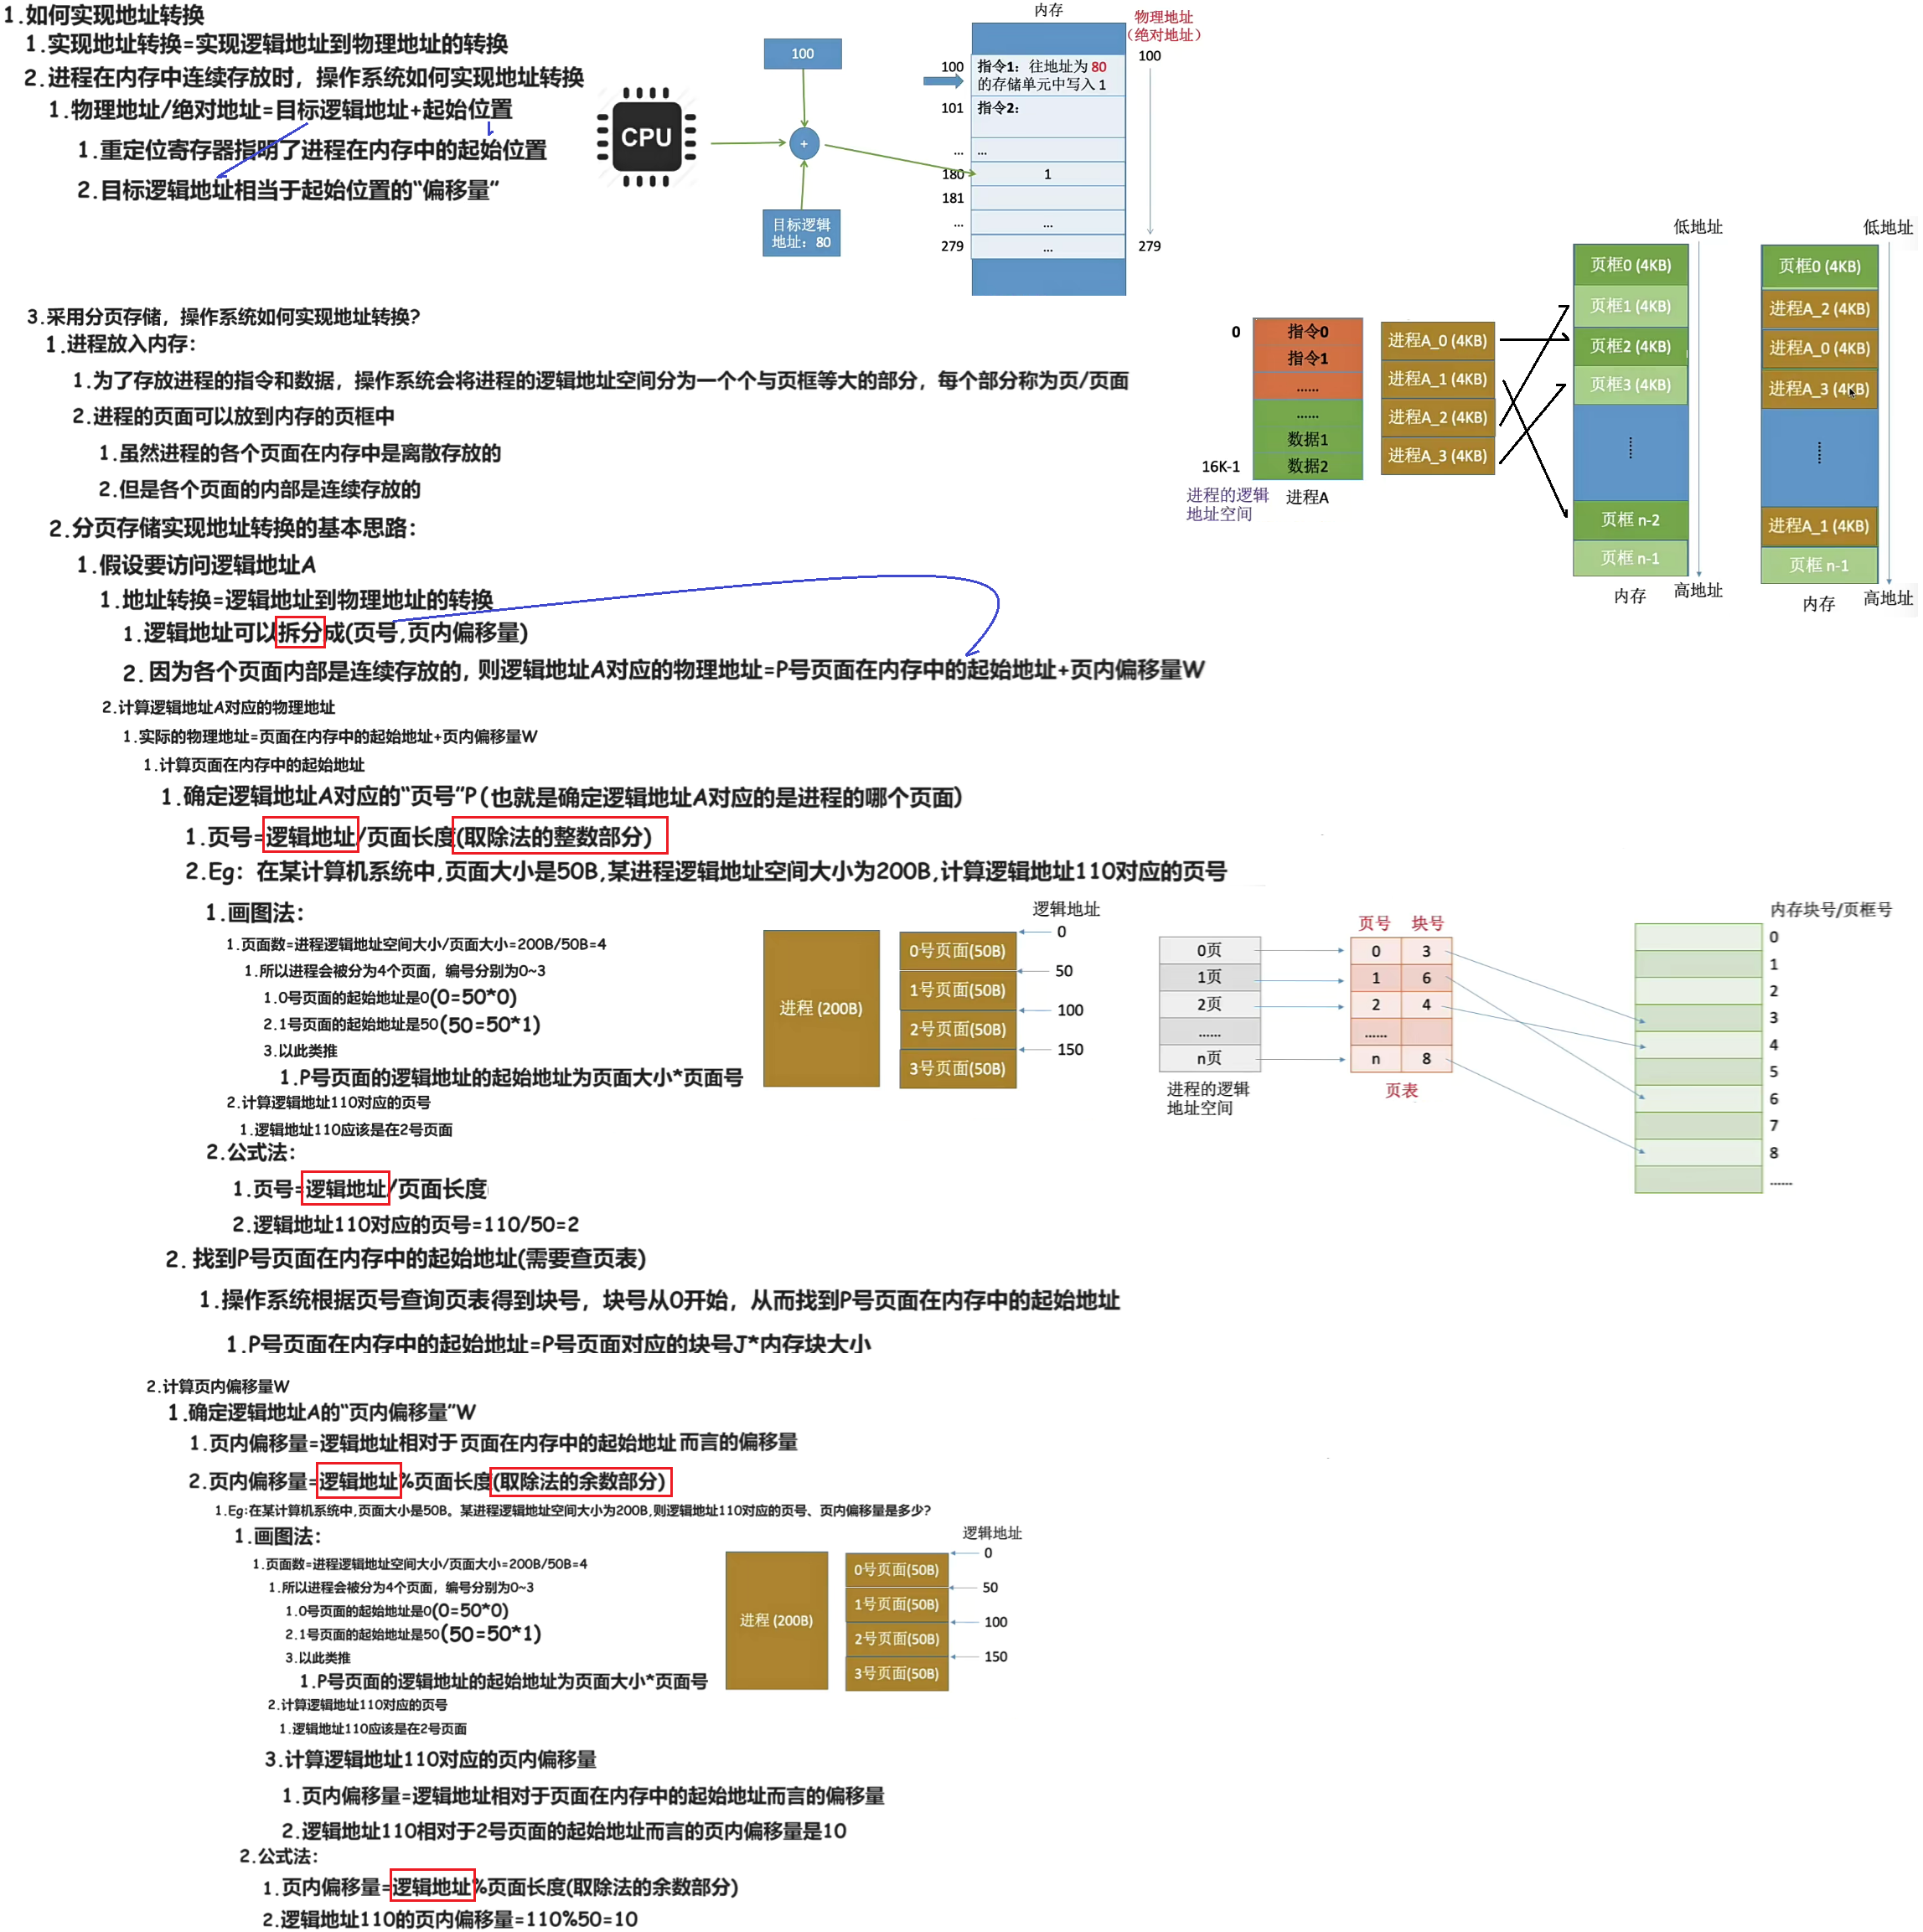 1.如何实现地址转换
1.实现地址转换=实现逻辑地址到物理地址的转换
2.进程在内存中连续存放时，操作系统如何实现地址转换
1.物理地址/绝对地址=目标逻辑地址+起始位置
1.重定位寄存器指明了进程在内存中的起始位置
2.目标逻辑地址相当于起始位置的“偏移量”
100
CPU
+
目标逻辑
地址：80
内存
物理地址
（绝对地址）
100
指令1：往地址为 80
的存储单元中写入 1
100
101
指令2：
...
...
180
1
181
...
...
279
...
279
3.采用分页存储，操作系统如何实现地址转换?
1.进程放入内存：
1.为了存放进程的指令和数据，操作系统会将进程的逻辑地址空间分为一个个与页框等大的部分，每个部分称为页/页面
2.进程的页面可以放到内存的页框中
1.虽然进程的各个页面在内存中是离散存放的
2.但是各个页面的内部是连续存放的
0
指令0
指令1
......
......
数据1
16K-1
数据2
进程的逻辑
地址空间
进程A
进程A_0 (4KB)
进程A_1 (4KB)
进程A_2 (4KB)
进程A_3 (4KB)
低地址
页框0 (4KB)
页框1 (4KB)
页框2 (4KB)
页框3 (4KB)
......
页框 n-2
页框 n-1
内存
高地址
低地址
页框0 (4KB)
进程A_2 (4KB)
进程A_0 (4KB)
进程A_3 (4KB)
......
进程A_1 (4KB)
页框 n-1
内存
高地址
2.分页存储实现地址转换的基本思路：
1.假设要访问逻辑地址A
1.地址转换=逻辑地址到物理地址的转换
1.逻辑地址可以拆分成(页号,页内偏移量)
2.因为各个页面内部是连续存放的，则逻辑地址A对应的物理地址=P号页面在内存中的起始地址+页内偏移量W
2.计算逻辑地址A对应的物理地址
1.实际的物理地址=页面在内存中的起始地址+页内偏移量W
1.计算页面在内存中的起始地址
1.确定逻辑地址A对应的“页号”P(也就是确定逻辑地址A对应的是进程的哪个页面)
1.页号=逻辑地址/页面长度(取除法的整数部分)
2.Eg：在某计算机系统中,页面大小是50B,某进程逻辑地址空间大小为200B,计算逻辑地址110对应的页号
1.画图法：
1.页面数=进程逻辑地址空间大小/页面大小=200B/50B=4
1.所以进程会被分为4个页面，编号分别为0~3
1.0号页面的起始地址是0(0=50*0)
2.1号页面的起始地址是50(50=50*1)
3.以此类推
1.P号页面的逻辑地址的起始地址为页面大小*页面号
2.计算逻辑地址110对应的页号
1.逻辑地址110应该是在2号页面
进程 (200B)
逻辑地址
0号页面(50B)
1号页面(50B)
2号页面(50B)
3号页面(50B)
0
50
100
150
0页
1页
2页
......
n页
进程的逻辑
地址空间
页号 块号
0 3
1 6
2 4
......
n 8
页表
内存块号/页框号
0
1
2
3
4
5
6
7
8
......
2.公式法：
1.页号=逻辑地址/页面长度
2.逻辑地址110对应的页号=110/50=2
2.找到P号页面在内存中的起始地址(需要查页表)
1.操作系统根据页号查询页表得到块号，块号从0开始，从而找到P号页面在内存中的起始地址
1.P号页面在内存中的起始地址=P号页面对应的块号J*内存块大小
2.计算页内偏移量W
1.确定逻辑地址A的“页内偏移量”W
1.页内偏移量=逻辑地址相对于页面在内存中的起始地址而言的偏移量
2.页内偏移量=逻辑地址%页面长度(取除法的余数部分)
1.Eg:在某计算机系统中,页面大小是50B。某进程逻辑地址空间大小为200B,则逻辑地址110对应的页号、页内偏移量是多少?
1.画图法：
1.页面数=进程逻辑地址空间大小/页面大小=200B/50B=4
1.所以进程会被分为4个页面，编号分别为0~3
1.0号页面的起始地址是0(0=50*0)
2.1号页面的起始地址是50(50=50*1)
3.以此类推
1.P号页面的逻辑地址的起始地址为页面大小*页面号
2.计算逻辑地址110对应的页号
1.逻辑地址110应该是在2号页面
进程 (200B)
逻辑地址
0号页面(50B)
1号页面(50B)
2号页面(50B)
3号页面(50B)
0
50
100
150
3.计算逻辑地址110对应的页内偏移量
1.页内偏移量=逻辑地址相对于页面在内存中的起始地址而言的偏移量
2.逻辑地址110相对于2号页面的起始地址而言的页内偏移量是10
2.公式法：
1.页内偏移量=逻辑地址%页面长度(取除法的余数部分)
2.逻辑地址110的页内偏移量=110%50=10